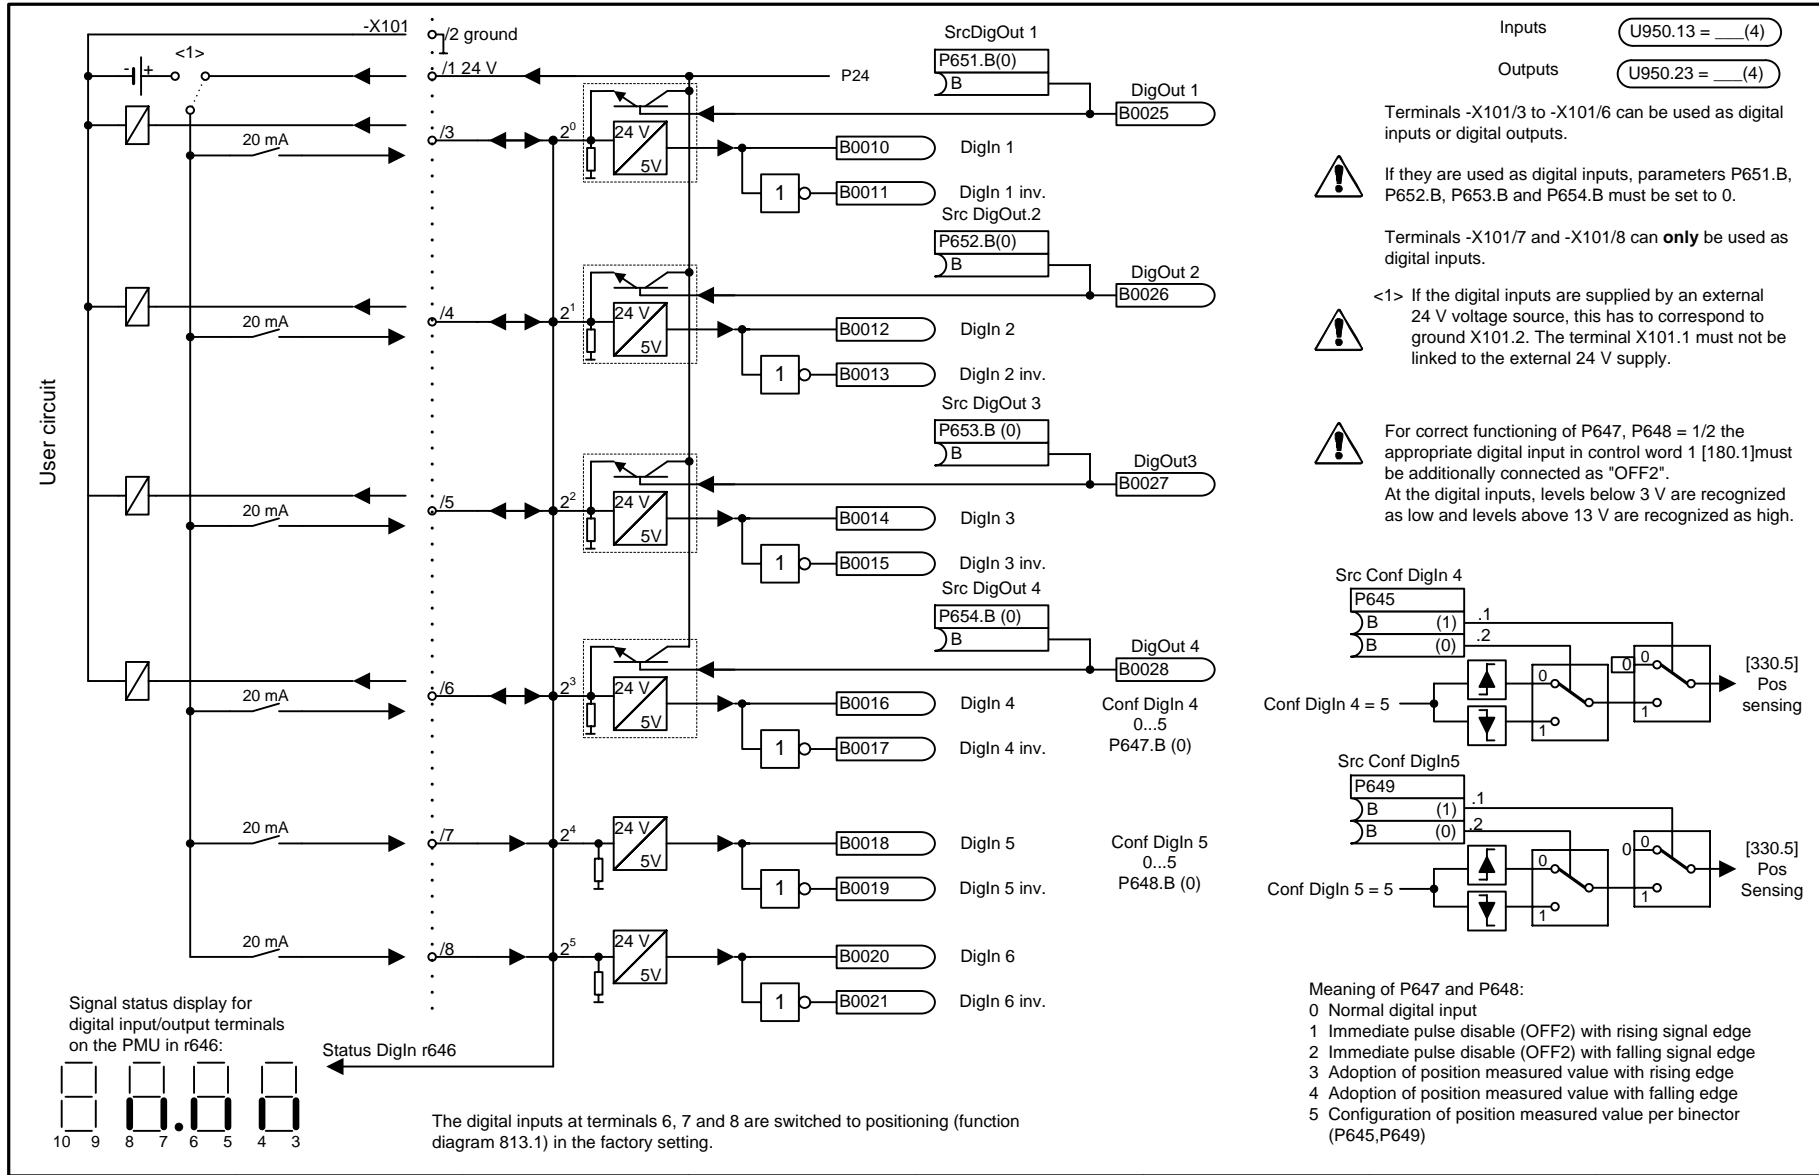 -X101
/2 ground
<1>
- +
/1 24 V
P24
SrcDigOut 1
P651.B(0)
B
DigOut 1
B0025
20 mA
/3
2^0
24 V
5V
B0010
DigIn 1
1
B0011
DigIn 1 inv.
Src DigOut.2
P652.B(0)
B
DigOut 2
B0026
20 mA
/4
2^1
24 V
5V
B0012
DigIn 2
1
B0013
DigIn 2 inv.
Src DigOut 3
P653.B (0)
B
DigOut3
B0027
User circuit
20 mA
/5
2^2
24 V
5V
B0014
DigIn 3
1
B0015
DigIn 3 inv.
Src DigOut 4
P654.B (0)
B
DigOut 4
B0028
20 mA
/6
2^3
24 V
5V
B0016
DigIn 4
1
B0017
DigIn 4 inv.
Conf DigIn 4
0...5
P647.B (0)
20 mA
/7
2^4
24 V
5V
B0018
DigIn 5
1
B0019
DigIn 5 inv.
Conf DigIn 5
0...5
P648.B (0)
20 mA
/8
2^5
24 V
5V
B0020
DigIn 6
1
B0021
DigIn 6 inv.
Signal status display for
digital input/output terminals
on the PMU in r646:
10 9 8 7 6 5 4 3
Status DigIn r646
The digital inputs at terminals 6, 7 and 8 are switched to positioning (function
diagram 813.1) in the factory setting.
Inputs
U950.13 = ___(4)
Outputs
U950.23 = ___(4)
Terminals -X101/3 to -X101/6 can be used as digital
inputs or digital outputs.
If they are used as digital inputs, parameters P651.B,
P652.B, P653.B and P654.B must be set to 0.
Terminals -X101/7 and -X101/8 can only be used as
digital inputs.
<1> If the digital inputs are supplied by an external
24 V voltage source, this has to correspond to
ground X101.2. The terminal X101.1 must not be
linked to the external 24 V supply.
For correct functioning of P647, P648 = 1/2 the
appropriate digital input in control word 1 [180.1]must
be additionally connected as "OFF2".
At the digital inputs, levels below 3 V are recognized
as low and levels above 13 V are recognized as high.
Src Conf DigIn 4
P645
B (1) .1
B (0) .2
Conf DigIn 4 = 5
0
1
0
0
1
[330.5]
Pos
sensing
Src Conf DigIn5
P649
B (1) .1
B (0) .2
Conf DigIn 5 = 5
0
1
0
0
1
[330.5]
Pos
Sensing
Meaning of P647 and P648:
0 Normal digital input
1 Immediate pulse disable (OFF2) with rising signal edge
2 Immediate pulse disable (OFF2) with falling signal edge
3 Adoption of position measured value with rising edge
4 Adoption of position measured value with falling edge
5 Configuration of position measured value per binector
(P645,P649)